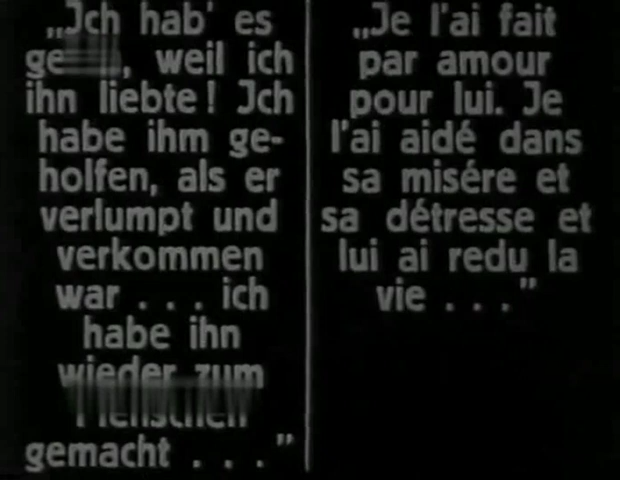 „Jch hab' es
weil ich
ihn liebte! Jch
habe ihm ge-
holfen, als er
verlumpt und
verkommen
war . . . ich
habe ihn
wieder zum
gemacht . . ."
„Je l'ai fait
par amour
pour lui. Je
l'ai aidé dans
sa misére et
sa détresse et
lui ai redu la
vie . . ."